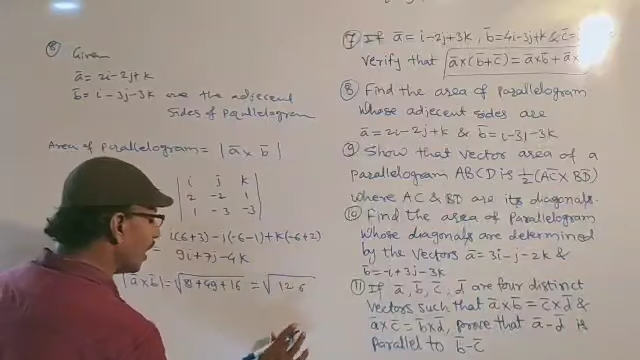 ⑧ Given
ā = 2i-2j+k
b̄ = i-3j-3k are the adjecent
sides of parallelogram
Area of parallelogram = |ā x b̄|
i j k
2 -2 1
1 -3 -3
= i(6+3)-j(-6-1)+k(-6+2)
9i+7j-4k
|ā x b̄| = √81+49+16 = √126
⑦ If ā = i-2j+3k, b̄ = 4i-3j+k & c̄ =
verify that ā x(b̄+c̄) = ā x b̄ + ā x
⑧ Find the area of parallelogram
whose adjecent sides are
ā = 2i-2j+k & b̄ = i-3j-3k
⑨ Show that vector area of a
parallelogram ABCD is ½(AC x BD)
where AC & BD are its diagonals.
⑩ Find the area of parallelogram
whose diagonals are determined
by the vectors ā = 3i-j-2k &
b̄ = -i+3j-3k
⑪ If ā, b̄, c̄, d̄ are four distinct
vectors such that ā x b̄ = c̄ x d̄ &
ā x c̄ = b̄ x d̄, prove that ā-d̄ is
parallel to b̄-c̄